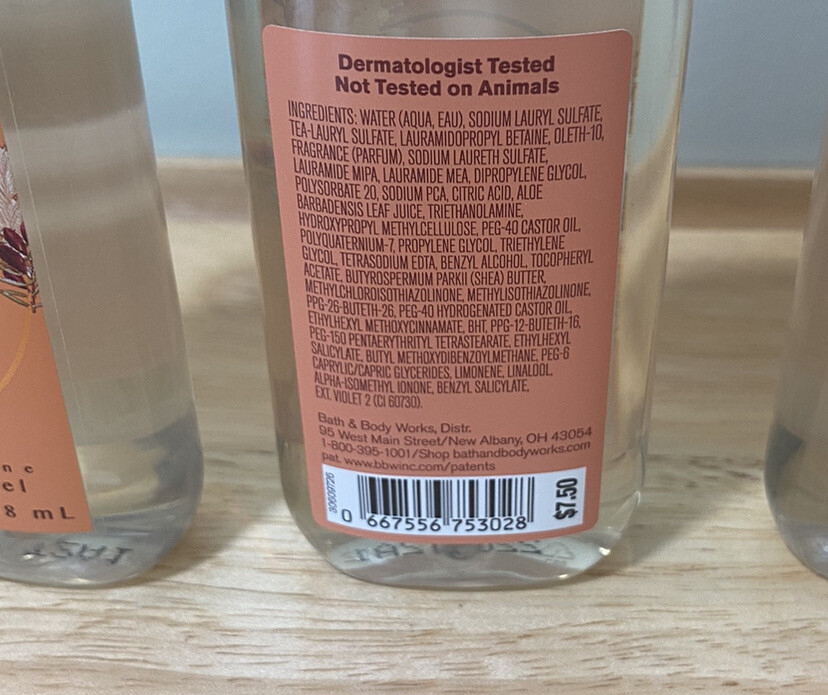 Dermatologist Tested
Not Tested on Animals
INGREDIENTS: WATER (AQUA, EAU), SODIUM LAURYL SULFATE,
TEA-LAURYL SULFATE, LAURAMIDOPROPYL BETAINE, OLETH-10,
FRAGRANCE (PARFUM), SODIUM LAURETH SULFATE,
LAURAMIDE MIPA, LAURAMIDE MEA, DIPROPYLENE GLYCOL,
POLYSORBATE 20, SODIUM PCA, CITRIC ACID, ALOE
BARBADENSIS LEAF JUICE, TRIETHANOLAMINE,
HYDROXYPROPYL METHYLCELLULOSE, PEG-40 CASTOR OIL,
POLYQUATERNIUM-7, PROPYLENE GLYCOL, TRIETHYLENE
GLYCOL, TETRASODIUM EDTA, BENZYL ALCOHOL, TOCOPHERYL
ACETATE, BUTYROSPERMUM PARKII (SHEA) BUTTER,
METHYLCHLOROISOTHIAZOLINONE, METHYLISOTHIAZOLINONE,
PPG-26-BUTETH-26, PEG-40 HYDROGENATED CASTOR OIL,
ETHYLHEXYL METHOXYCINNAMATE, BHT, PPG-12-BUTETH-16,
PEG-150 PENTAERYTHRITYL TETRASTEARATE, ETHYLHEXYL
SALICYLATE, BUTYL METHOXYDIBENZOYLMETHANE, PEG-6
CAPRYLIC/CAPRIC GLYCERIDES, LIMONENE, LINALOOL,
ALPHA-ISOMETHYL IONONE, BENZYL SALICYLATE,
EXT. VIOLET 2 (CI 60730).
Bath & Body Works, Distr.
95 West Main Street/New Albany, OH 43054
1-800-395-1001/Shop bathandbodyworks.com
pat. www.bbwinc.com/patents
0 667556 753028
$7.50
ne
el
8 mL